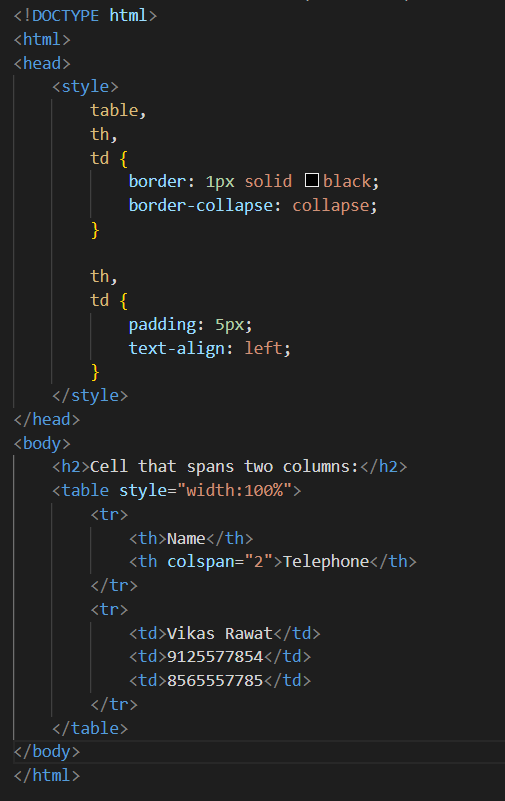 <!DOCTYPE html>
<html>
<head>
    <style>
        table,
        th,
        td {
            border: 1px solid black;
            border-collapse: collapse;
        }

        th,
        td {
            padding: 5px;
            text-align: left;
        }
    </style>
</head>
<body>
    <h2>Cell that spans two columns:</h2>
    <table style="width:100%">
        <tr>
            <th>Name</th>
            <th colspan="2">Telephone</th>
        </tr>
        <tr>
            <td>Vikas Rawat</td>
            <td>9125577854</td>
            <td>8565557785</td>
        </tr>
    </table>
</body>
</html>